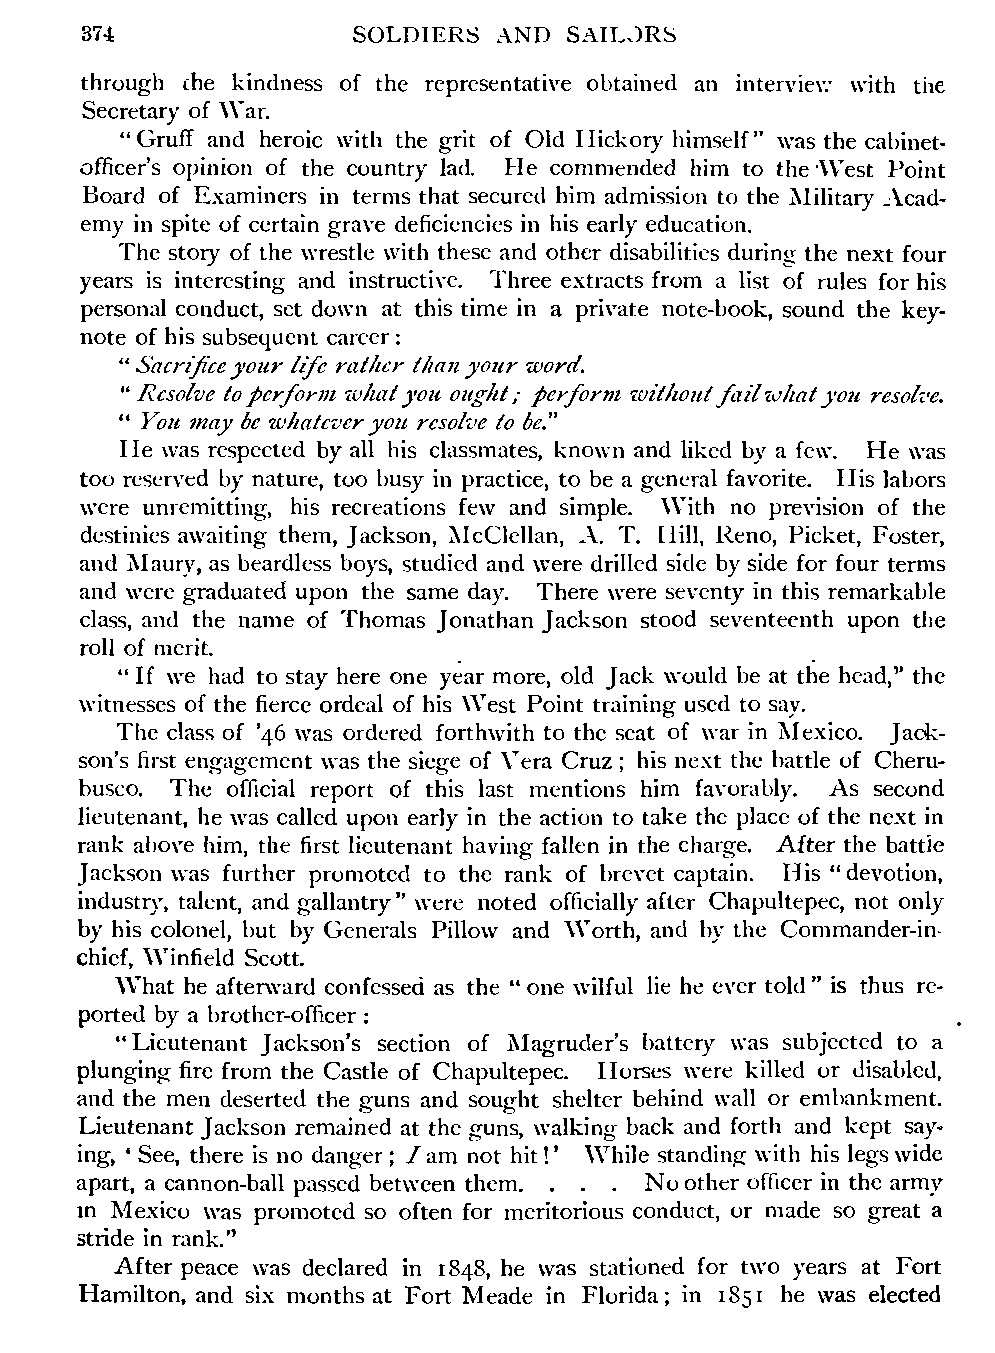 374 SOLDIERS AND SAILORS
through the kindness of the representative obtained an interview with the
Secretary of War.
“Gruff and heroic with the grit of Old Hickory himself” was the cabinet-
officer's opinion of the country lad. He commended him to the West Point
Board of Examiners in terms that secured him admission to the Military Acad-
emy in spite of certain grave deficiencies in his early education.
The story of the wrestle with these and other disabilities during the next four
years is interesting and instructive. Three extracts from a list of rules for his
personal conduct, set down at this time in a private note-book, sound the key-
note of his subsequent career:
“Sacrifice your life rather than your word.
“Resolve to perform what you ought; perform without fail what you resolve.
“You may be whatever you resolve to be.”
He was respected by all his classmates, known and liked by a few. He was
too reserved by nature, too busy in practice, to be a general favorite. His labors
were unremitting, his recreations few and simple. With no prevision of the
destinies awaiting them, Jackson, McClellan, A. T. Hill, Reno, Picket, Foster,
and Maury, as beardless boys, studied and were drilled side by side for four terms
and were graduated upon the same day. There were seventy in this remarkable
class, and the name of Thomas Jonathan Jackson stood seventeenth upon the
roll of merit.
“If we had to stay here one year more, old Jack would be at the head,” the
witnesses of the fierce ordeal of his West Point training used to say.
The class of '46 was ordered forthwith to the seat of war in Mexico. Jack-
son's first engagement was the siege of Vera Cruz; his next the battle of Cheru-
busco. The official report of this last mentions him favorably. As second
lieutenant, he was called upon early in the action to take the place of the next in
rank above him, the first lieutenant having fallen in the charge. After the battle
Jackson was further promoted to the rank of brevet captain. His “devotion,
industry, talent, and gallantry” were noted officially after Chapultepec, not only
by his colonel, but by Generals Pillow and Worth, and by the Commander-in-
chief, Winfield Scott.
What he afterward confessed as the “one wilful lie he ever told” is thus re-
ported by a brother-officer:
“Lieutenant Jackson's section of Magruder's battery was subjected to a
plunging fire from the Castle of Chapultepec. Horses were killed or disabled,
and the men deserted the guns and sought shelter behind wall or embankment.
Lieutenant Jackson remained at the guns, walking back and forth and kept say-
ing, ‘See, there is no danger; I am not hit!’ While standing with his legs wide
apart, a cannon-ball passed between them. . . . No other officer in the army
in Mexico was promoted so often for meritorious conduct, or made so great a
stride in rank.”
After peace was declared in 1848, he was stationed for two years at Fort
Hamilton, and six months at Fort Meade in Florida; in 1851 he was elected